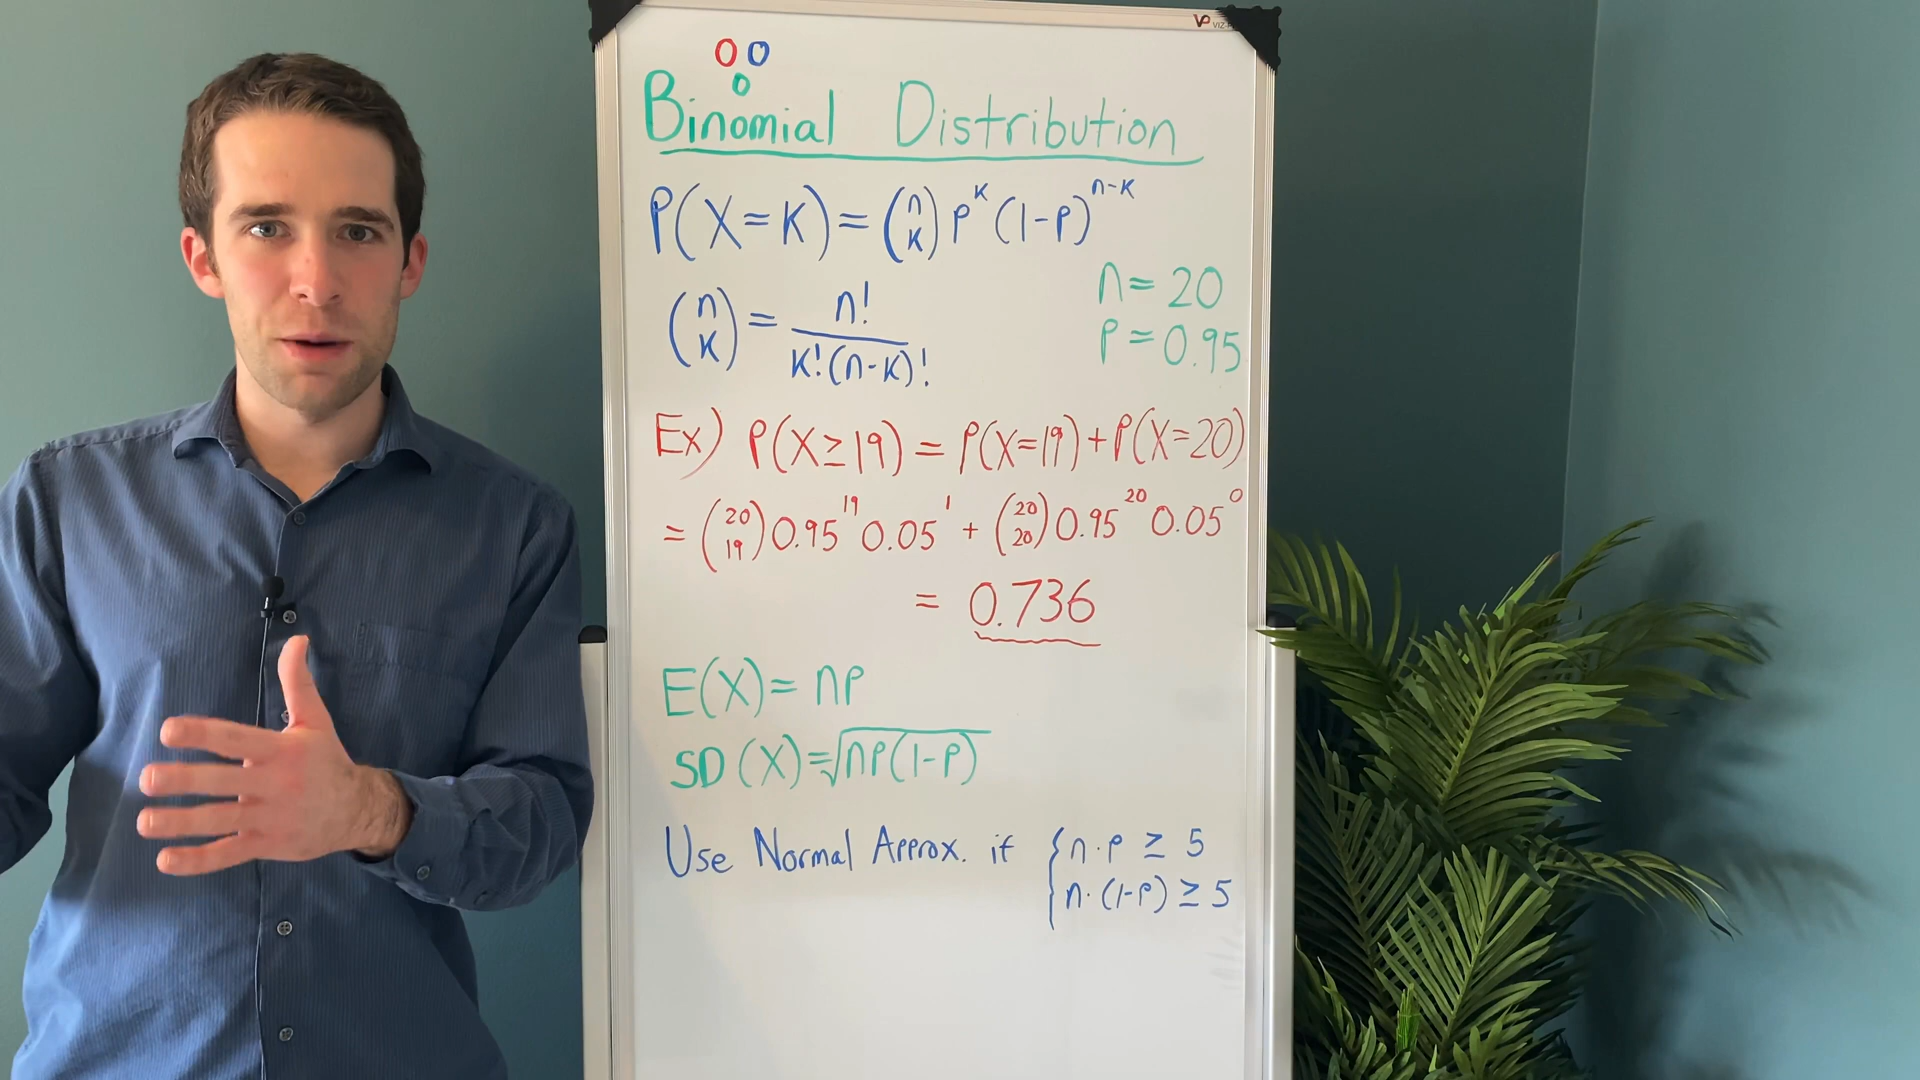 Binomial Distribution
P(X=K)=(n K) P^K (1-P)^n-K
n = 20
P = 0.95
(n K) = n! / K!(n-K)!
Ex) P(X≥19) = P(X=19)+P(X=20)
= (20 19) 0.95^19 0.05^1 + (20 20) 0.95^20 0.05^0
= 0.736
E(X)= nP
SD(X)=√nP(1-P)
Use Normal Approx. if { n·P ≥ 5
n·(1-P) ≥ 5